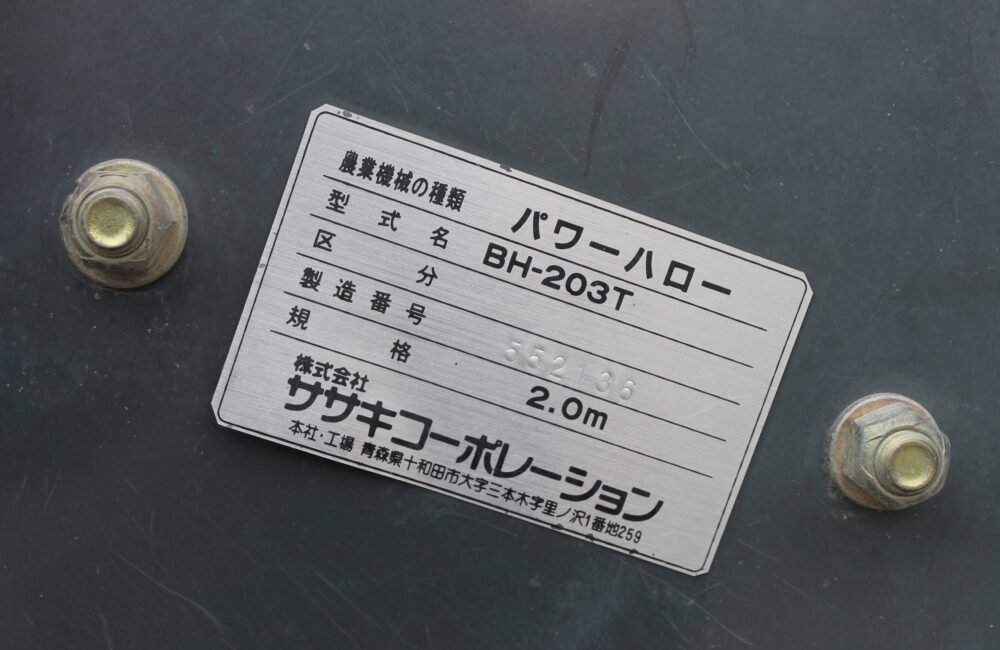 農業機械の種類 パワーハロー
型式名 BH-203T
区分
製造番号 552136
規格 2.0m
株式会社
ササキコーポレーション
本社・工場 青森県十和田市大字三本木字里ノ沢1番地259